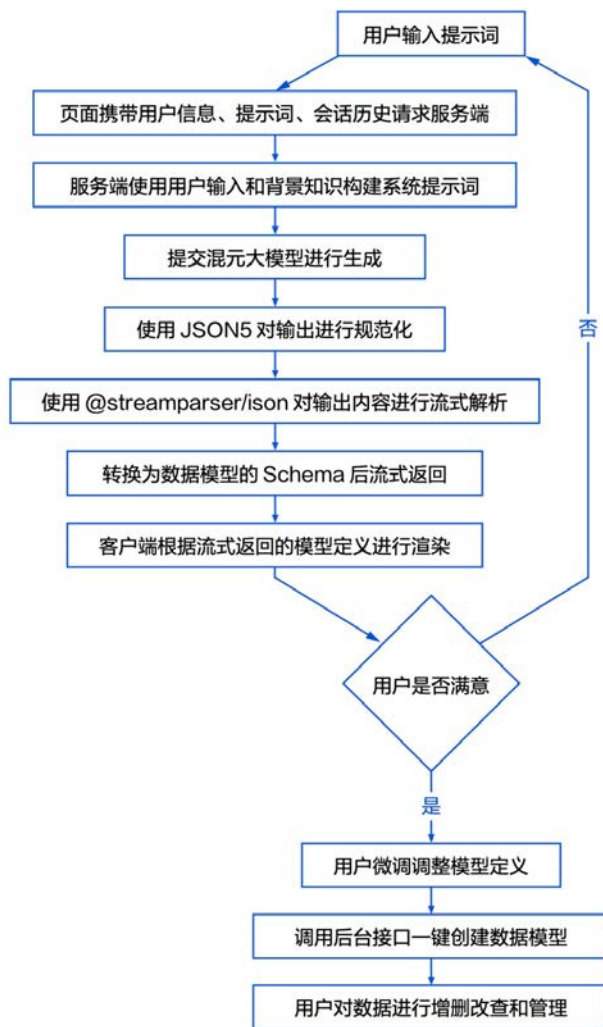 用户输入提示词
页面携带用户信息、提示词、会话历史请求服务端
服务端使用用户输入和背景知识构建系统提示词
提交混元大模型进行生成
使用 JSON5 对输出进行规范化
否
使用 @streamparser/ison 对输出内容进行流式解析
转换为数据模型的 Schema 后流式返回
客户端根据流式返回的模型定义进行渲染
用户是否满意
是
用户微调调整模型定义
调用后台接口一键创建数据模型
用户对数据进行增删改查和管理